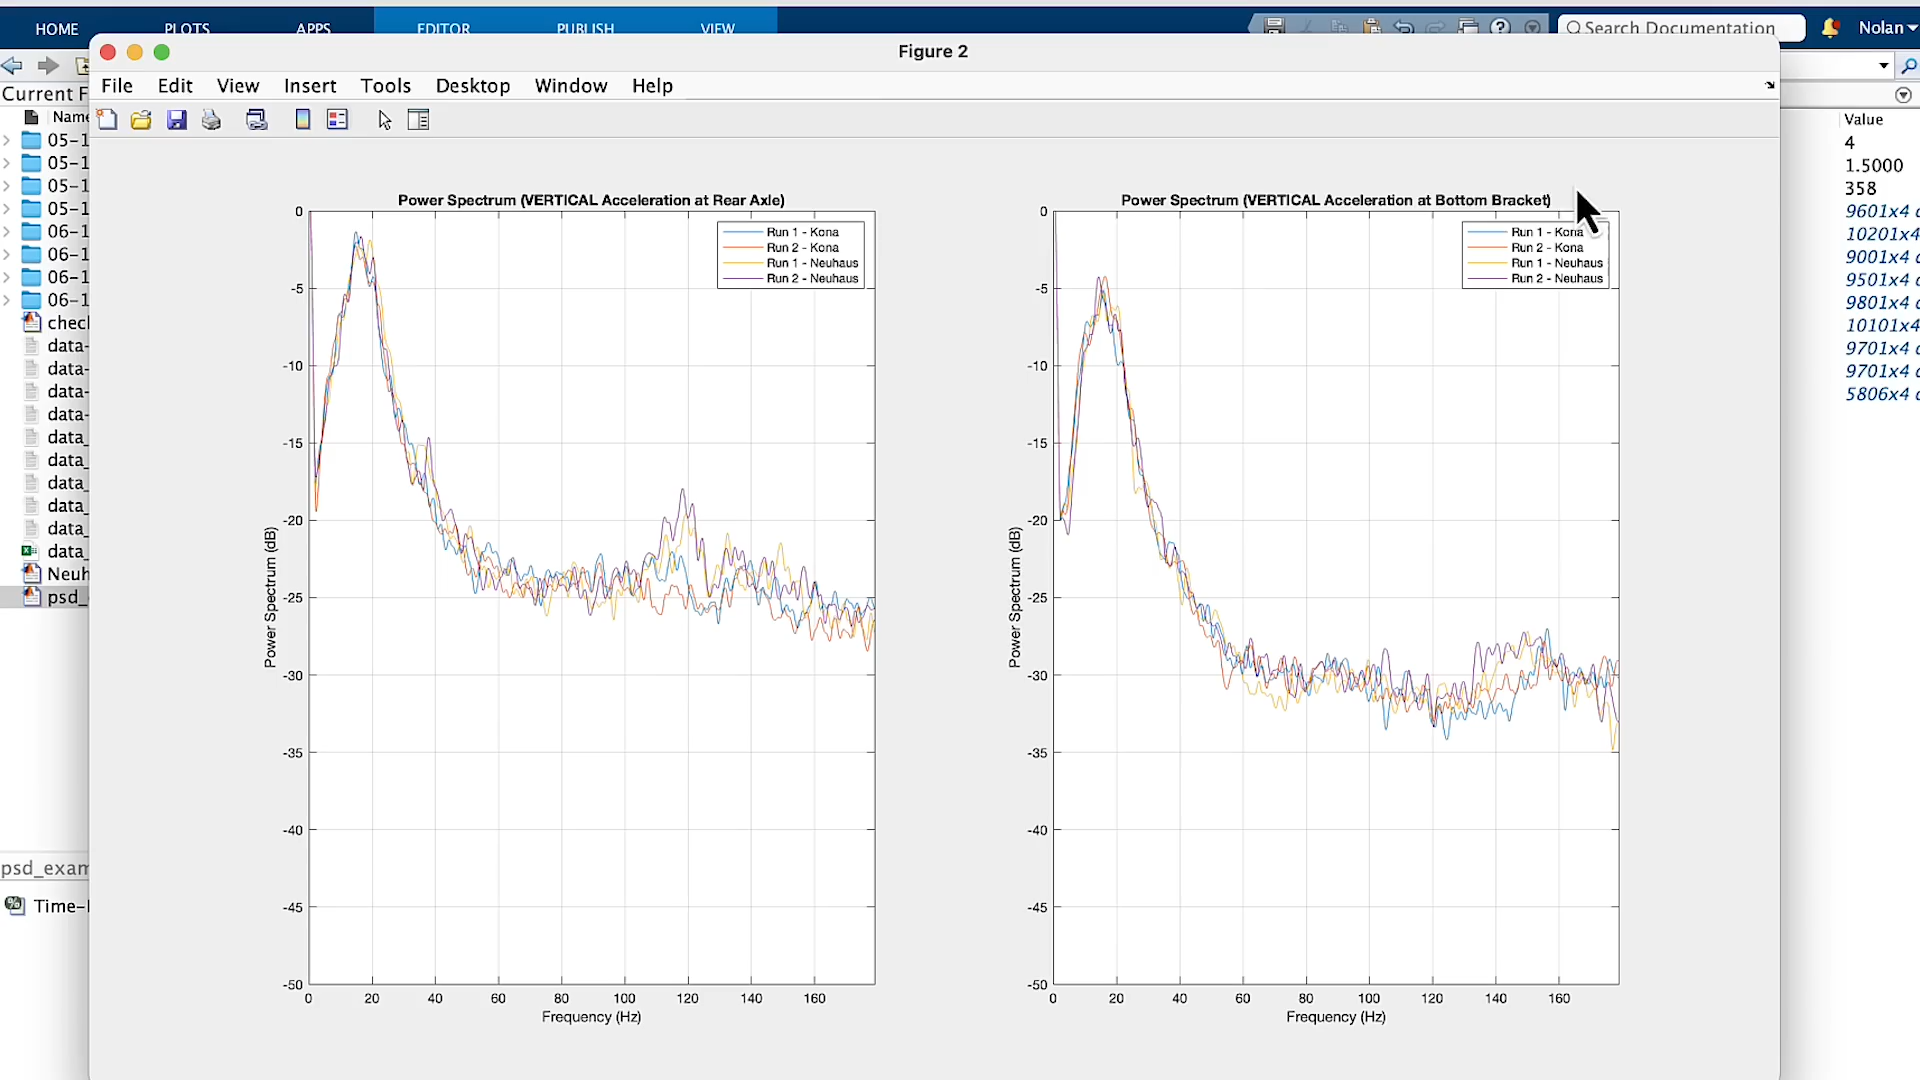 HOME PLOTS APPS EDITOR PUBLISH VIEW Search Documentation Nolan
Figure 2
File Edit View Insert Tools Desktop Window Help
Current F
Name
05-1
05-1
05-1
05-1
06-1
06-1
06-1
06-1
check
data-
data-
data-
data-
data_
data_
data_
data_
data_
data_
Neuh
psd_
psd_exam
Time-
Value
4
1.5000
358
9601x4
10201x4
9001x4
9501x4
9801x4
10101x4
9701x4
9701x4
5806x4
Power Spectrum (VERTICAL Acceleration at Rear Axle)
Run 1 - Kona
Run 2 - Kona
Run 1 - Neuhaus
Run 2 - Neuhaus
0
-5
-10
-15
-20
-25
-30
-35
-40
-45
-50
Power Spectrum (dB)
0 20 40 60 80 100 120 140 160
Frequency (Hz)
Power Spectrum (VERTICAL Acceleration at Bottom Bracket)
Run 1 - Kona
Run 2 - Kona
Run 1 - Neuhaus
Run 2 - Neuhaus
0
-5
-10
-15
-20
-25
-30
-35
-40
-45
-50
Power Spectrum (dB)
0 20 40 60 80 100 120 140 160
Frequency (Hz)